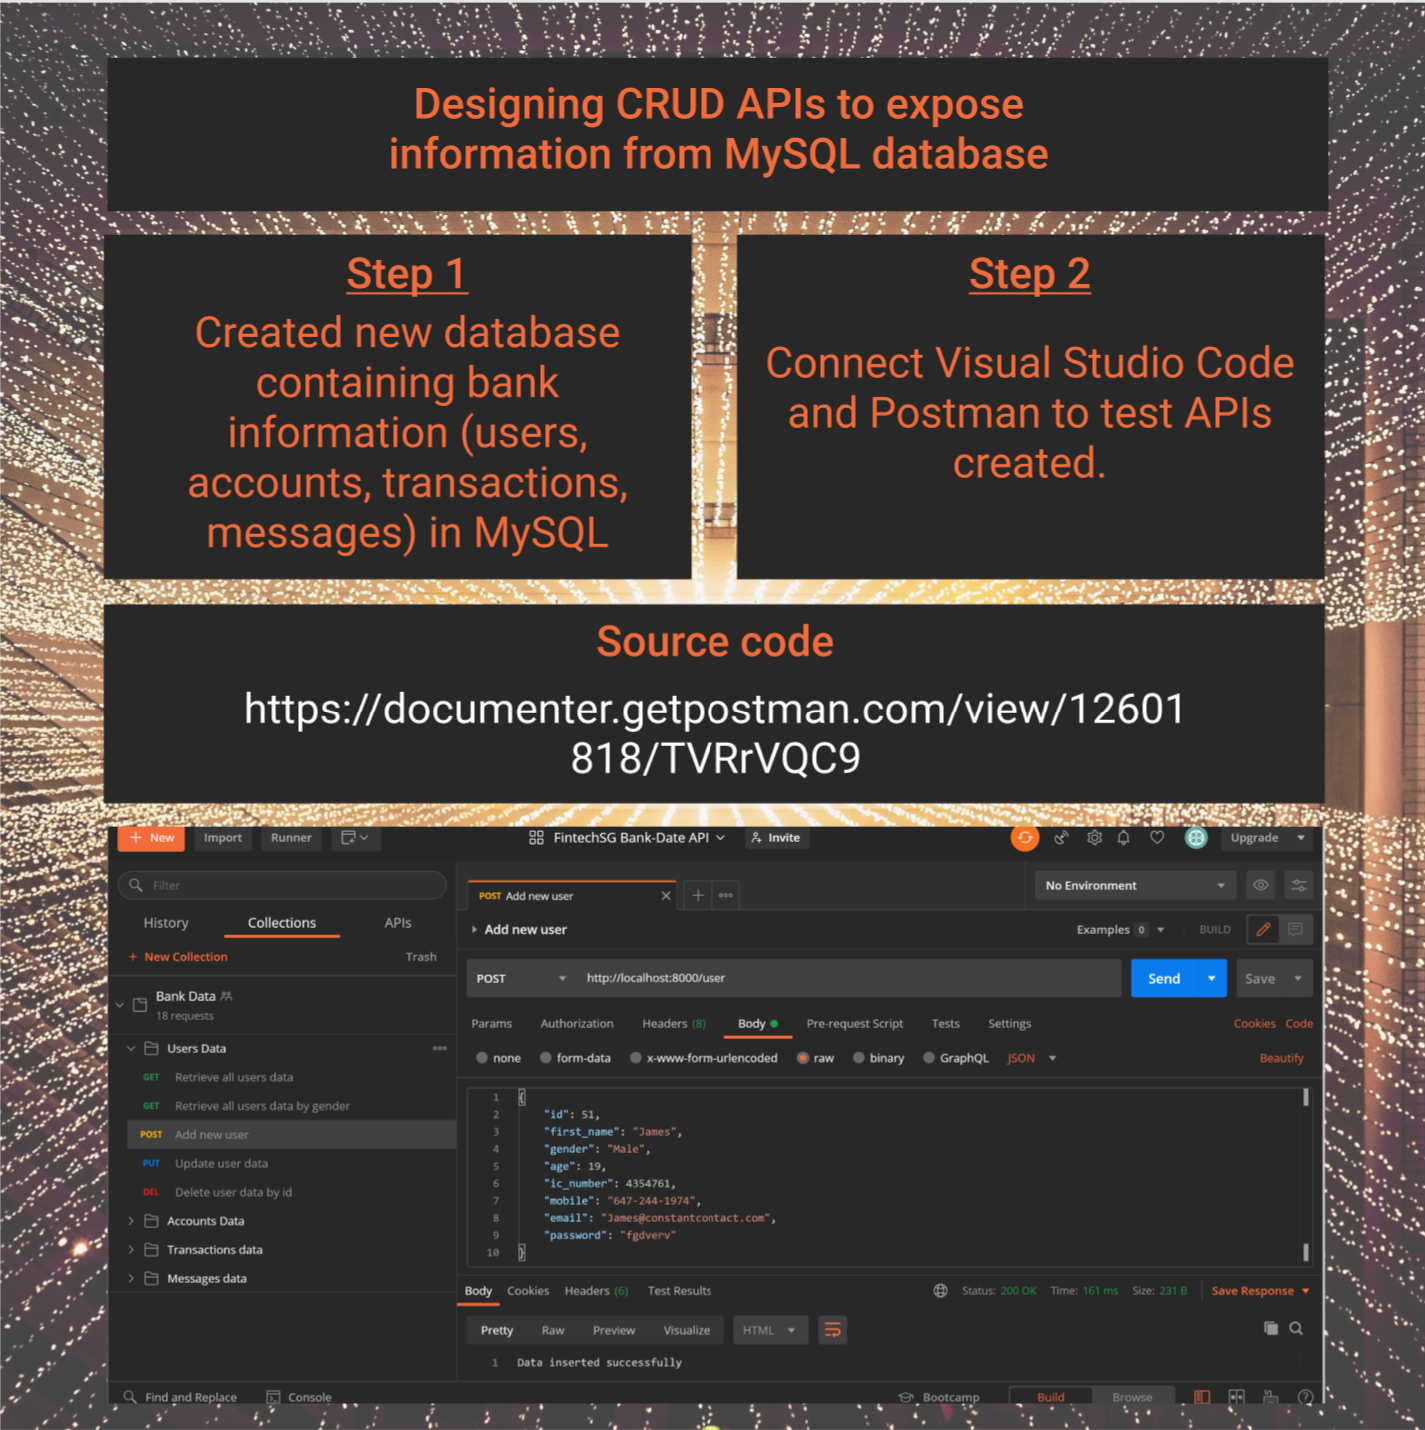 Designing CRUD APIs to expose
information from MySQL database
Step 1
Created new database
containing bank
information (users,
accounts, transactions,
messages) in MySQL
Step 2
Connect Visual Studio Code
and Postman to test APIs
created.
Source code
https://documenter.getpostman.com/view/12601
818/TVRrVQC9
+ New Import Runner
FintechSG Bank-Date API Invite Upgrade
Filter
History Collections APIs
+ New Collection Trash
Bank Data
18 requests
Users Data
GET Retrieve all users data
GET Retrieve all users data by gender
POST Add new user
PUT Update user data
DEL Delete user data by id
Accounts Data
Transactions data
Messages data
POST Add new user
No Environment
Add new user Examples 0 BUILD
POST http://localhost:8000/user Send Save
Params Authorization Headers (8) Body Pre-request Script Tests Settings Cookies Code
none form-data x-www-form-urlencoded raw binary GraphQL JSON Beautify
1 {
2 "id": 51,
3 "first_name": "James",
4 "gender": "Male",
5 "age": 19,
6 "ic_number": 4354761,
7 "mobile": "647-244-1974",
8 "email": "James@constantcontact.com",
9 "password": "fgdverv"
10 }
Body Cookies Headers (6) Test Results Status: 200 OK Time: 161 ms Size: 231 B Save Response
Pretty Raw Preview Visualize HTML
1 Data inserted successfully
Find and Replace Console Bootcamp Build Browse